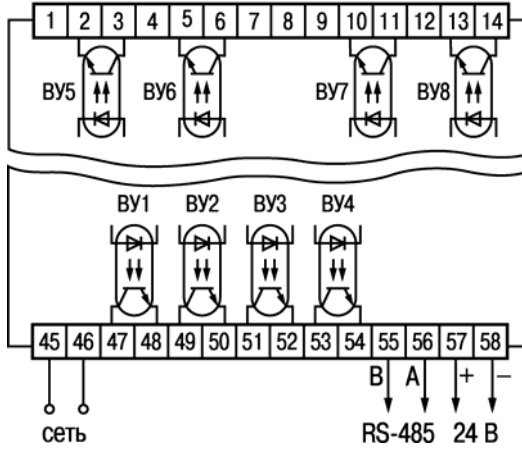 1 2 3 4 5 6 7 8 9 10 11 12 13 14
ВУ5 ВУ6 ВУ7 ВУ8
ВУ1 ВУ2 ВУ3 ВУ4
45 46 47 48 49 50 51 52 53 54 55 56 57 58
B A + −
сеть RS-485 24 В